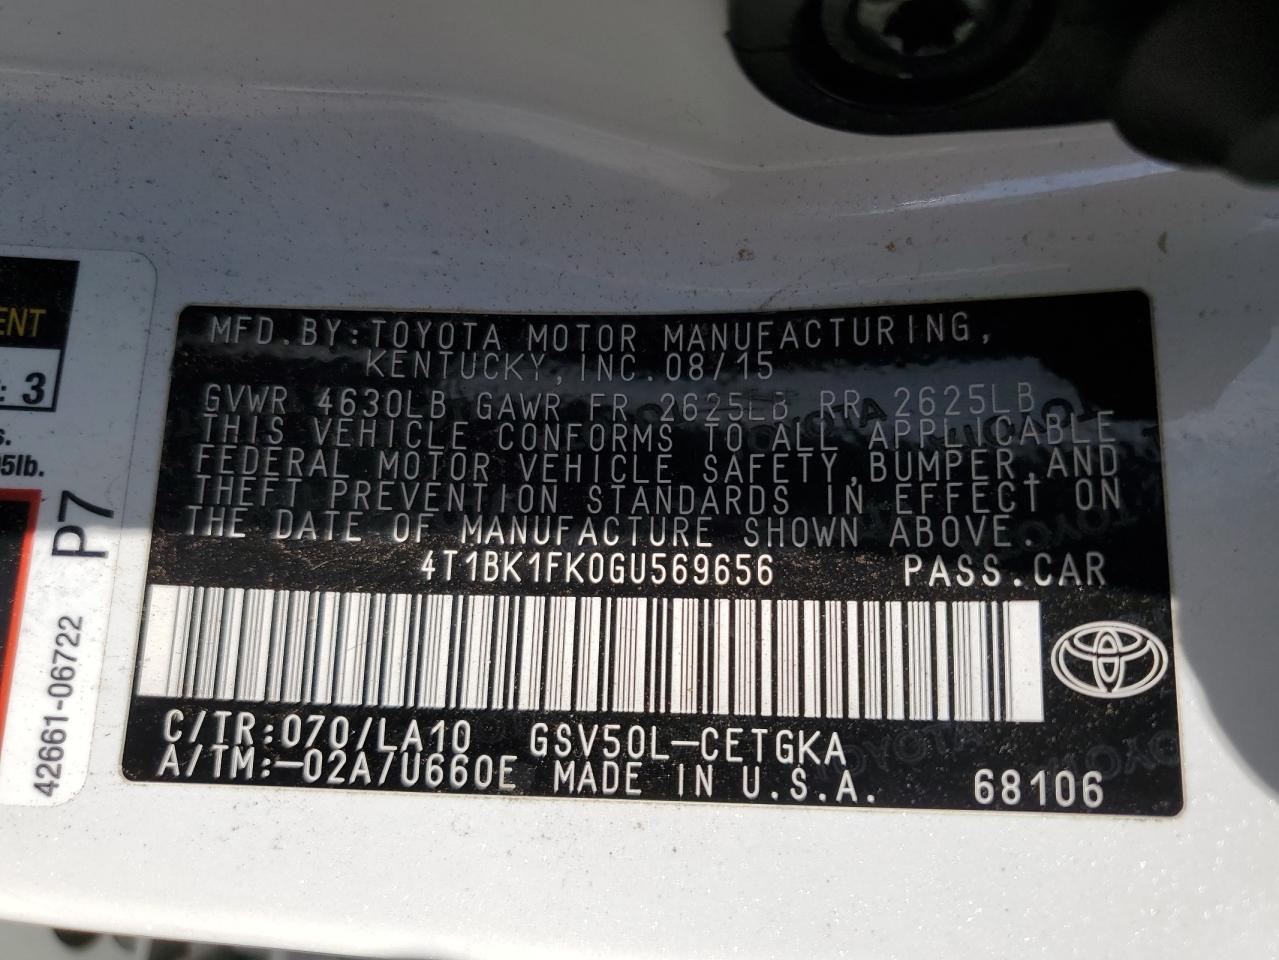 MFD.BY:TOYOTA MOTOR MANUFACTURING,
KENTUCKY,INC.08/15
GVWR 4630LB GAWR FR 2625LB RR 2625LB
THIS VEHICLE CONFORMS TO ALL APPLICABLE
FEDERAL MOTOR VEHICLE SAFETY,BUMPER,AND
THEFT PREVENTION STANDARDS IN EFFECT ON
THE DATE OF MANUFACTURE SHOWN ABOVE.
4T1BK1FK0GU569656 PASS.CAR
C/TR:070/LA10 GSV50L-CETGKA
A/TM:-02A/U660E MADE IN U.S.A. 68106
: 3
P7
42661-06722